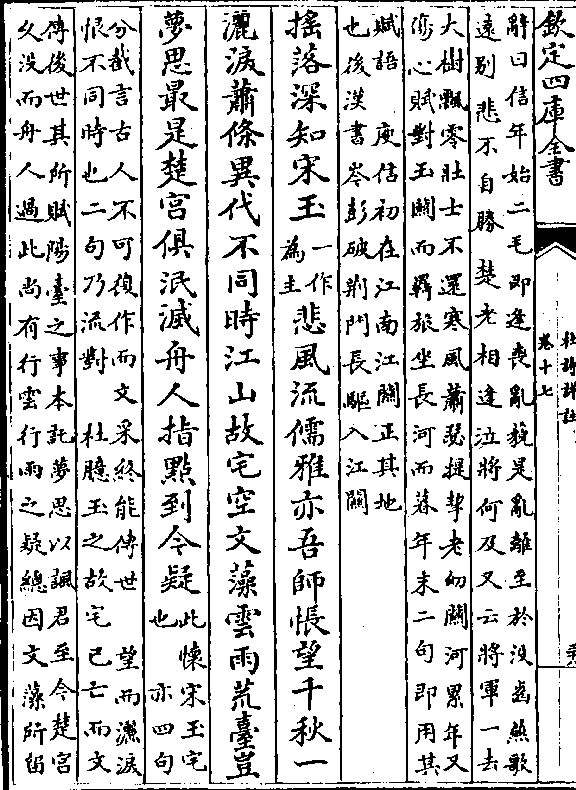 欽定四庫全書
杜詩詳註
卷十七
辭曰信年始二毛即逢喪亂藐是亂離至於没齒燕歌
遠别悲不自勝楚老相逢泣將何及又云將軍一去
大樹飄零壯士不還寒風蕭瑟提挈老幼關河累年又
傷心賦對玉關而羈旅坐長河而暮年末二句即用其
賦語 庾信初在江南江關正其地
也後漢書岑彭破荆門長驅入江關
搖落深知宋玉一作為主悲風流儒雅亦吾師悵望千秋一
灑淚蕭條異代不同時江山故宅空文藻雲雨荒臺豈
夢思最是楚宫俱泯滅舟人指點到今疑此懷宋玉宅也 亦四句
分截言古人不可復作而文采終能傳世 望而灑淚
恨不同時也二句乃流對 杜臆玉之故宅已亡而文
傳後世其所賦陽臺之事本託夢思以諷君至今楚宫
久没而舟人過此尚有行雲行雨之疑總因文藻所留